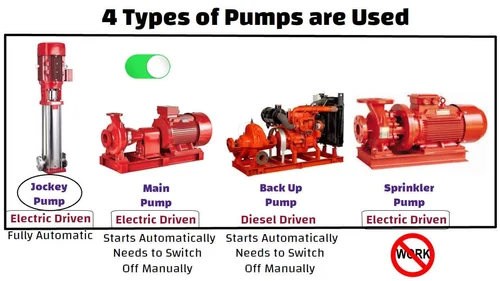 4 Types of Pumps are Used
Jockey
Pump
Electric Driven
Fully Automatic
Main
Pump
Electric Driven
Starts Automatically
Needs to Switch
Off Manually
Back Up
Pump
Diesel Driven
Starts Automatically
Needs to Switch
Off Manually
Sprinkler
Pump
Electric Driven
WORK